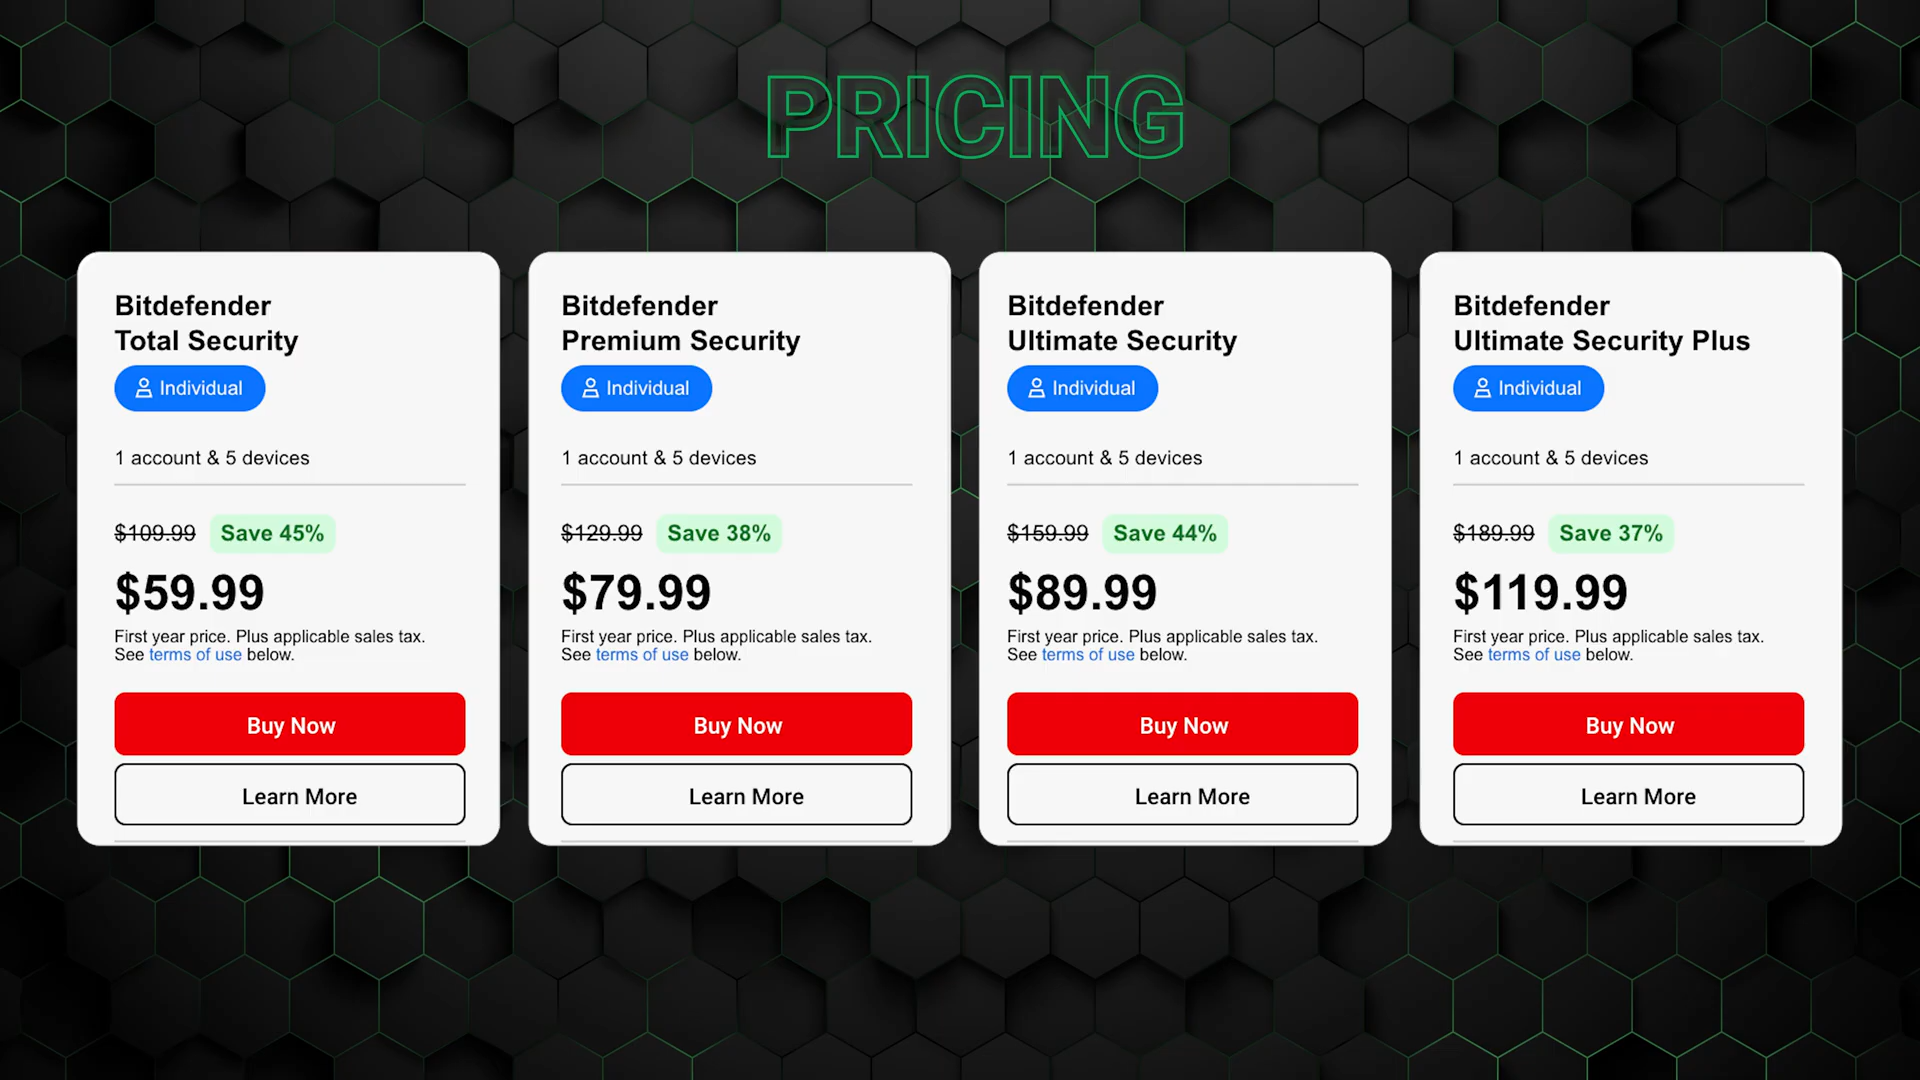 PRICING
Bitdefender
Total Security
Individual
1 account & 5 devices
$109.99 Save 45%
$59.99
First year price. Plus applicable sales tax.
See terms of use below.
Buy Now
Learn More
Bitdefender
Premium Security
Individual
1 account & 5 devices
$129.99 Save 38%
$79.99
First year price. Plus applicable sales tax.
See terms of use below.
Buy Now
Learn More
Bitdefender
Ultimate Security
Individual
1 account & 5 devices
$159.99 Save 44%
$89.99
First year price. Plus applicable sales tax.
See terms of use below.
Buy Now
Learn More
Bitdefender
Ultimate Security Plus
Individual
1 account & 5 devices
$189.99 Save 37%
$119.99
First year price. Plus applicable sales tax.
See terms of use below.
Buy Now
Learn More